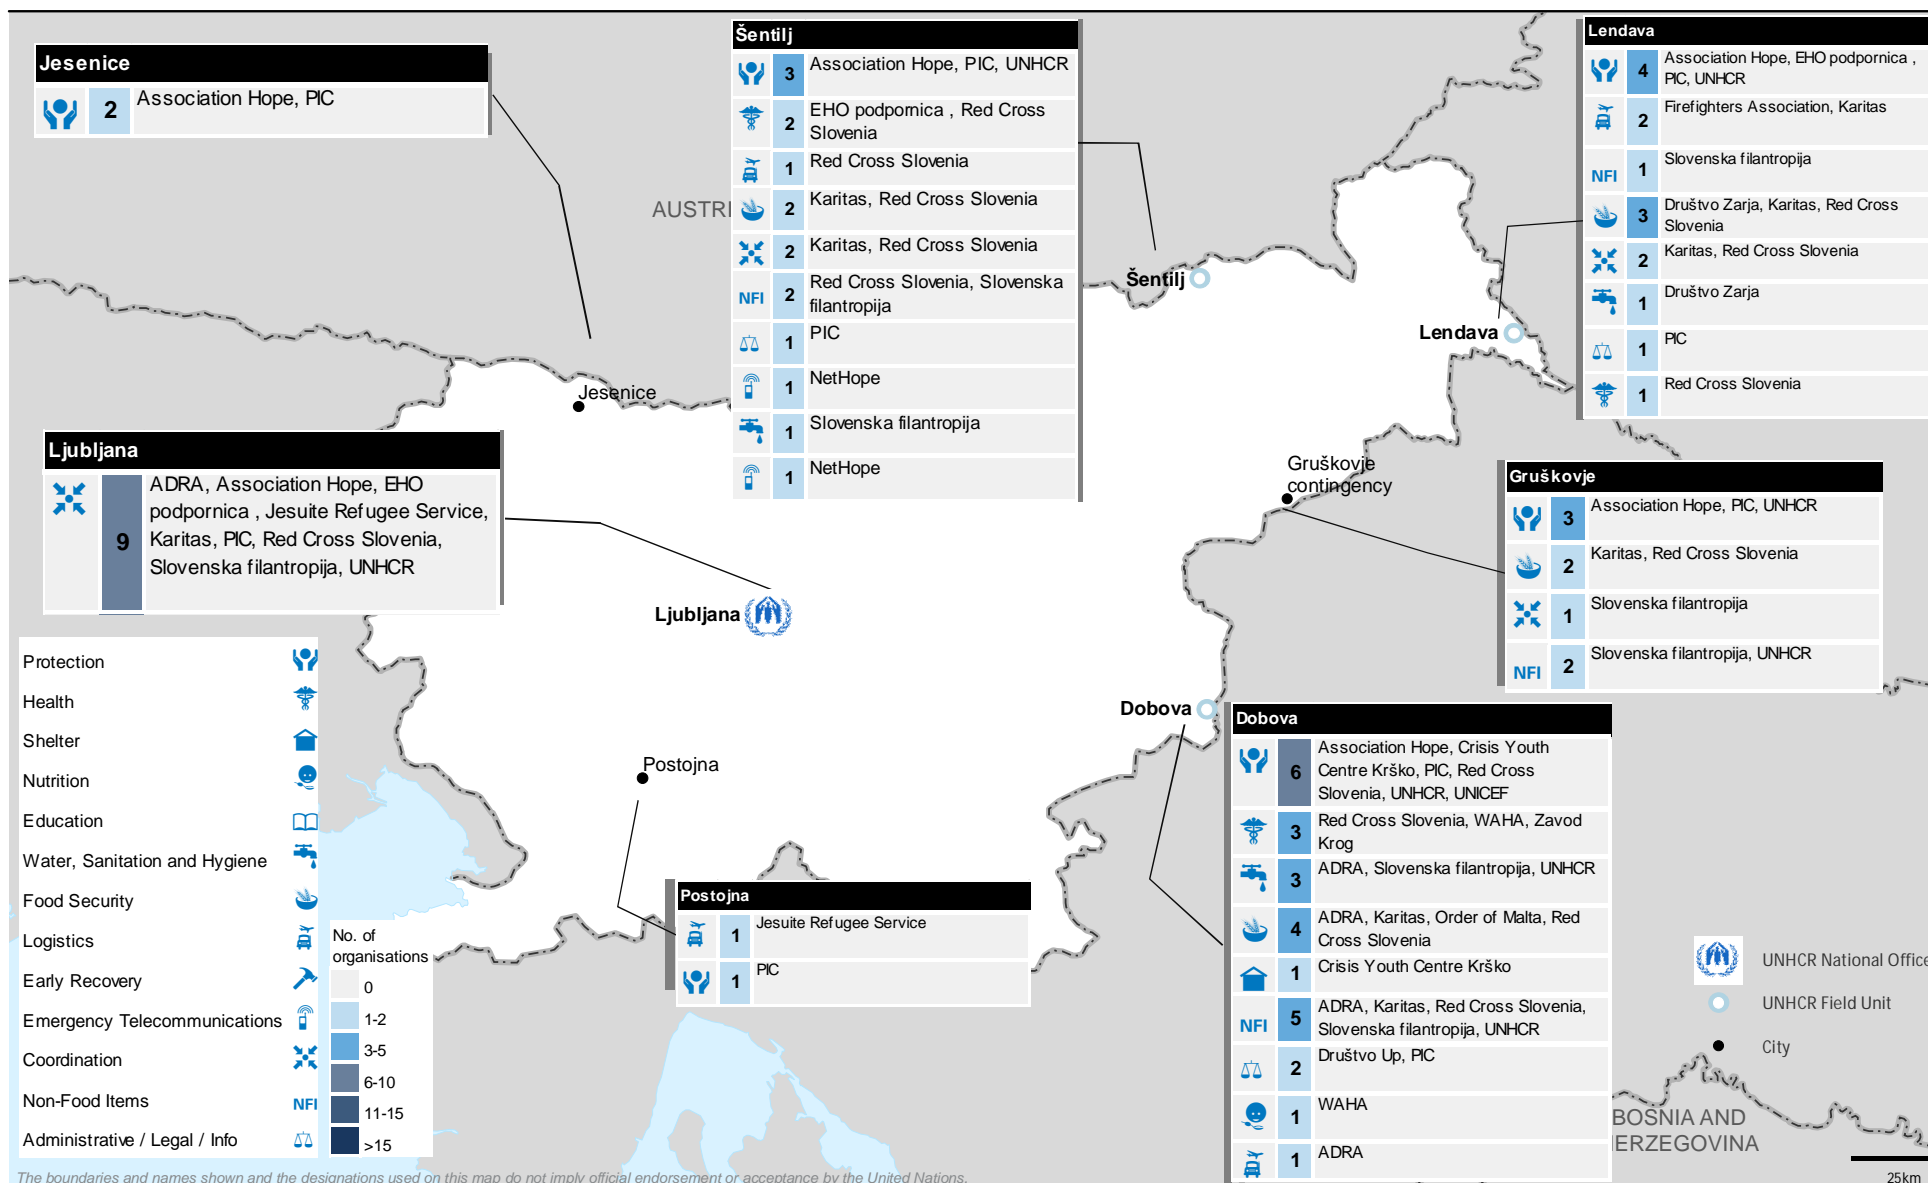 Jesenice
2 Association Hope, PIC
Šentilj
3 Association Hope, PIC, UNHCR
2 EHO podpornica , Red Cross
Slovenia
1 Red Cross Slovenia
2 Karitas, Red Cross Slovenia
2 Karitas, Red Cross Slovenia
NFI 2 Red Cross Slovenia, Slovenska
filantropija
1 PIC
1 NetHope
1 Slovenska filantropija
1 NetHope
Lendava
4 Association Hope, EHO podpornica ,
PIC, UNHCR
2 Firefighters Association, Karitas
NFI 1 Slovenska filantropija
3 Društvo Zarja, Karitas, Red Cross
Slovenia
2 Karitas, Red Cross Slovenia
1 Društvo Zarja
1 PIC
1 Red Cross Slovenia
AUSTRI
Šentilj
Lendava
Jesenice
Gruškovje
contingency
Ljubljana
Dobova
Postojna
Ljubljana
9 ADRA, Association Hope, EHO
podpornica , Jesuite Refugee Service,
Karitas, PIC, Red Cross Slovenia,
Slovenska filantropija, UNHCR
Gruškovje
3 Association Hope, PIC, UNHCR
2 Karitas, Red Cross Slovenia
1 Slovenska filantropija
NFI 2 Slovenska filantropija, UNHCR
Dobova
6 Association Hope, Crisis Youth
Centre Krško, PIC, Red Cross
Slovenia, UNHCR, UNICEF
3 Red Cross Slovenia, WAHA, Zavod
Krog
3 ADRA, Slovenska filantropija, UNHCR
4 ADRA, Karitas, Order of Malta, Red
Cross Slovenia
1 Crisis Youth Centre Krško
NFI 5 ADRA, Karitas, Red Cross Slovenia,
Slovenska filantropija, UNHCR
2 Društvo Up, PIC
1 WAHA
1 ADRA
Postojna
1 Jesuite Refugee Service
1 PIC
Protection
Health
Shelter
Nutrition
Education
Water, Sanitation and Hygiene
Food Security
Logistics
Early Recovery
Emergency Telecommunications
Coordination
Non-Food Items NFI
Administrative / Legal / Info
No. of
organisations
0
1-2
3-5
6-10
11-15
>15
UNHCR National Office
UNHCR Field Unit
City
BOSNIA AND
ERZEGOVINA
25km
The boundaries and names shown and the designations used on this map do not imply official endorsement or acceptance by the United Nations.